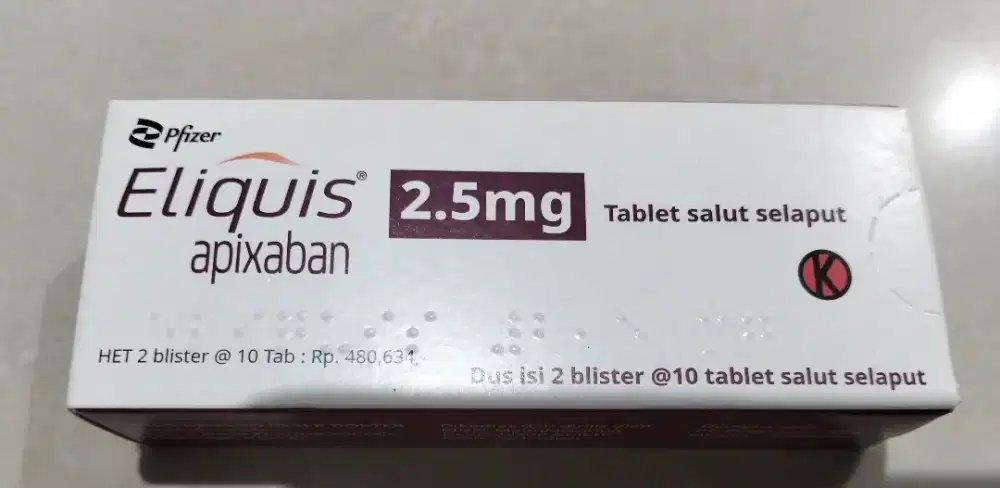 Pfizer
Eliquis®
apixaban
2.5mg
Tablet salut selaput
K
HET 2 blister @ 10 Tab : Rp. 480,634,-
Dus isi 2 blister @10 tablet salut selaput